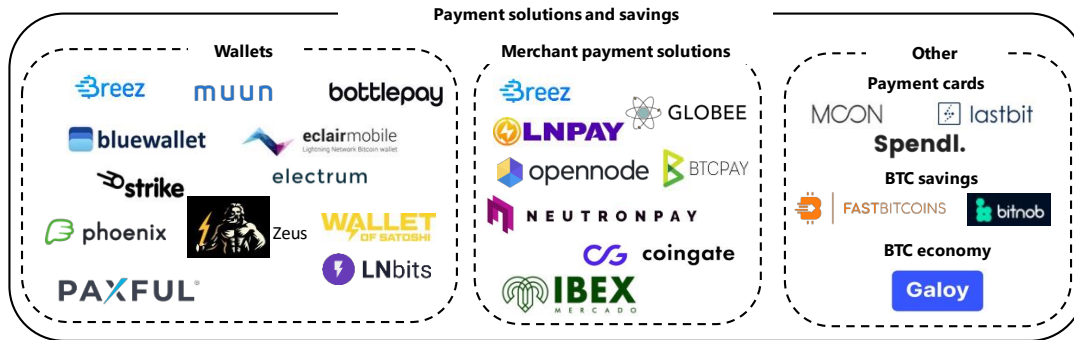 Payment solutions and savings
Wallets
Breez
muun
bottlepay
bluewallet
eclairmobile
Lightning Network Bitcoin wallet
strike
electrum
phoenix
Zeus
WALLET
OF SATOSHI
LNbits
PAXFUL
Merchant payment solutions
Breez
GLOBEE
LNPAY
opennode
BTCPAY
NEUTRONPAY
coingate
IBEX
MERCADO
Other
Payment cards
MOON
lastbit
Spendl.
BTC savings
FASTBITCOINS
bitnob
BTC economy
Galoy